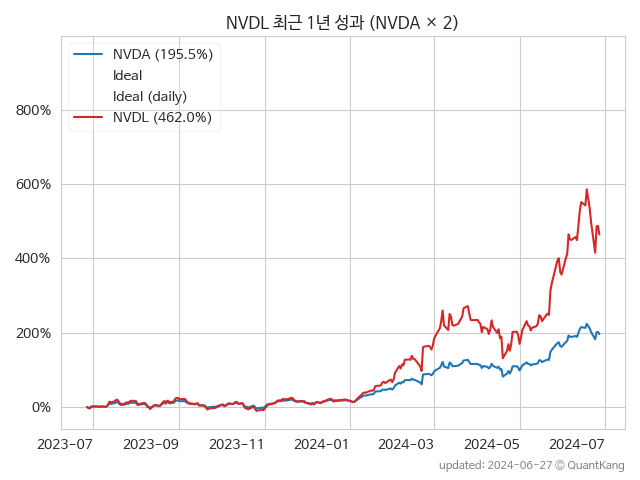 NVDL 최근 1년 성과 (NVDA × 2)
NVDA (195.5%)
Ideal
Ideal (daily)
NVDL (462.0%)
800%
600%
400%
200%
0%
2023-07 2023-09 2023-11 2024-01 2024-03 2024-05 2024-07
updated: 2024-06-27 © QuantKang